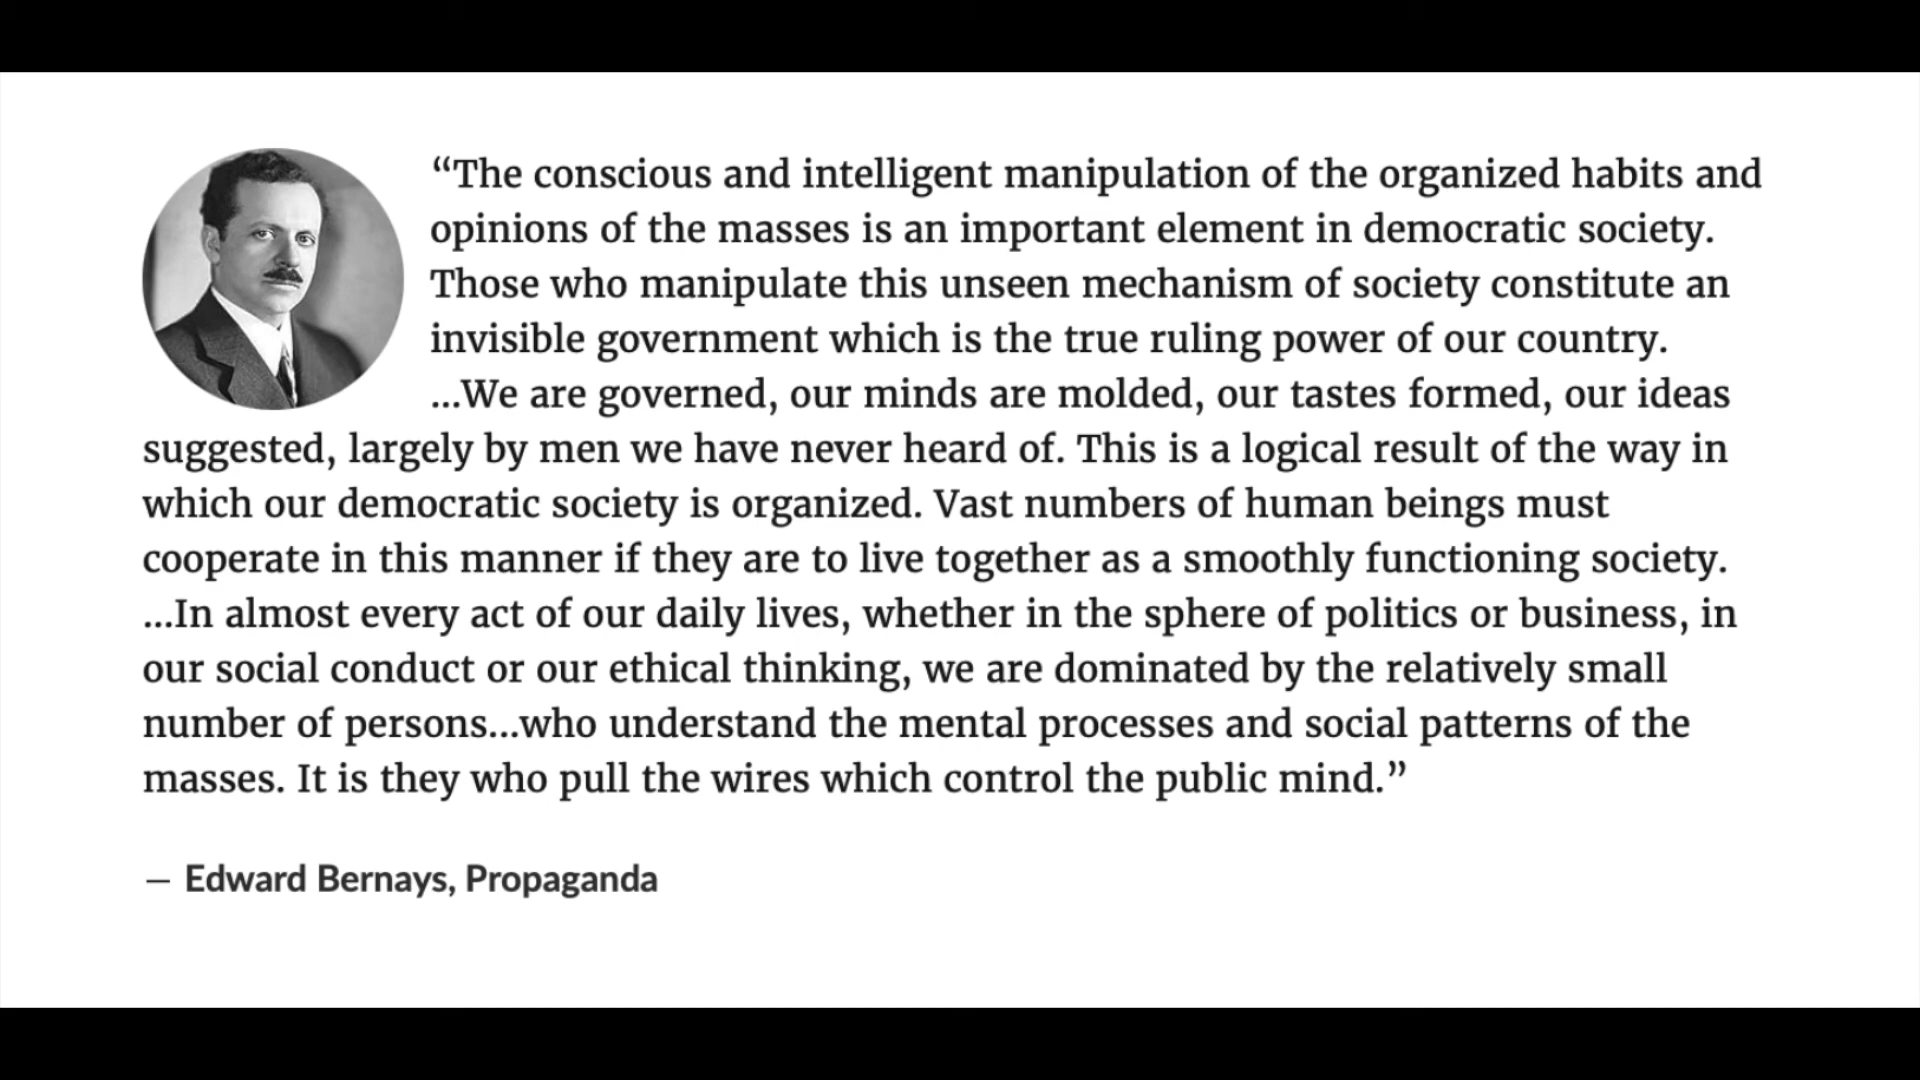 “The conscious and intelligent manipulation of the organized habits and
opinions of the masses is an important element in democratic society.
Those who manipulate this unseen mechanism of society constitute an
invisible government which is the true ruling power of our country.
...We are governed, our minds are molded, our tastes formed, our ideas
suggested, largely by men we have never heard of. This is a logical result of the way in
which our democratic society is organized. Vast numbers of human beings must
cooperate in this manner if they are to live together as a smoothly functioning society.
...In almost every act of our daily lives, whether in the sphere of politics or business, in
our social conduct or our ethical thinking, we are dominated by the relatively small
number of persons...who understand the mental processes and social patterns of the
masses. It is they who pull the wires which control the public mind.”
— Edward Bernays, Propaganda